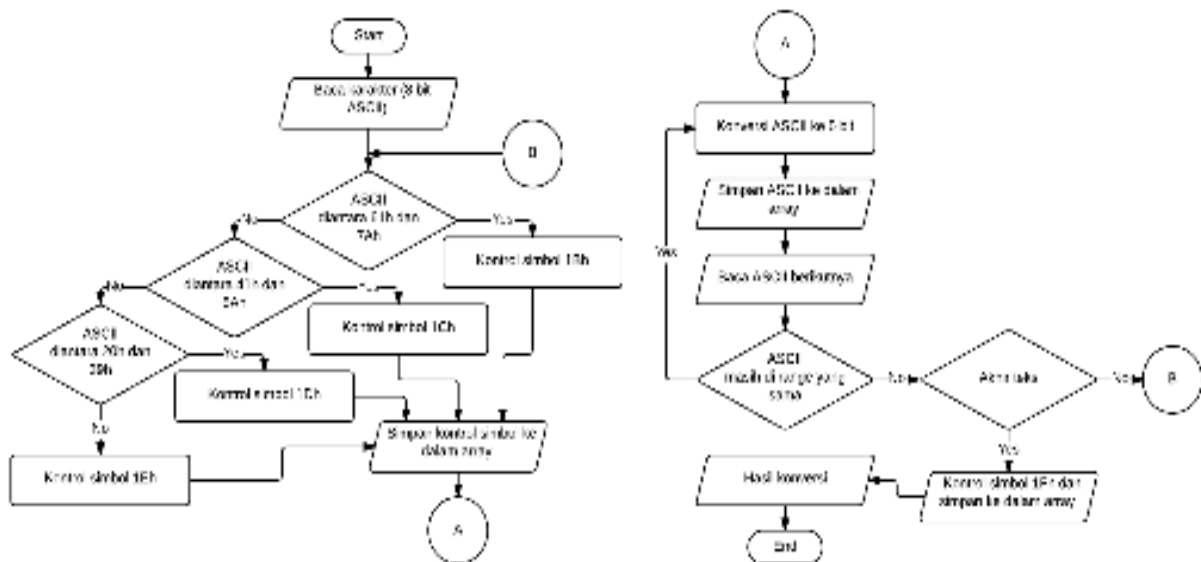 Start
Baca karakter (8 bit
ASCII)
B
ASCII
diantara 61h dan
7Ah
No
Yes
Kontrol simbol 1Bh
ASCII
diantara 41h dan
5Ah
No
Yes
Kontrol simbol 1Ch
ASCII
diantara 20h dan
39h
Yes
Kontrol simbol 1Dh
No
Kontrol simbol 1Eh
Simpan kontrol simbol ke
dalam array
A
A
Konversi ASCII ke 5 bit
Simpan ASCII ke dalam
array
Yes
Baca ASCII berikutnya
ASCII
masih di range yang
sama
No
Akhir teks
No
B
Yes
Kontrol simbol 1Fh dan
simpan ke dalam array
Hasil konversi
End